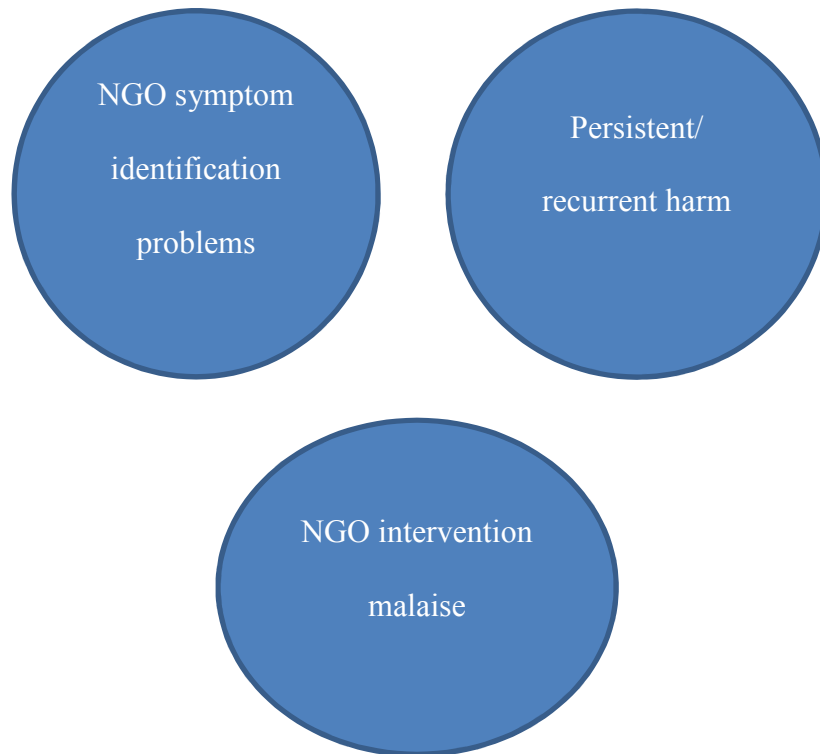 NGO symptom
identification
problems
Persistent/
recurrent harm
NGO intervention
malaise